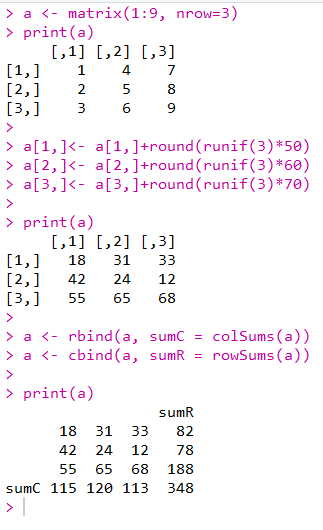 > a <- matrix(1:9, nrow=3)
> print(a)
     [,1] [,2] [,3]
[1,]    1    4    7
[2,]    2    5    8
[3,]    3    6    9
>
> a[1,]<- a[1,]+round(runif(3)*50)
> a[2,]<- a[2,]+round(runif(3)*60)
> a[3,]<- a[3,]+round(runif(3)*70)
>
> print(a)
     [,1] [,2] [,3]
[1,]   18   31   33
[2,]   42   24   12
[3,]   55   65   68
>
> a <- rbind(a, sumC = colSums(a))
> a <- cbind(a, sumR = rowSums(a))
>
> print(a)
                 sumR
      18  31  33   82
      42  24  12   78
      55  65  68  188
sumC 115 120 113  348
>